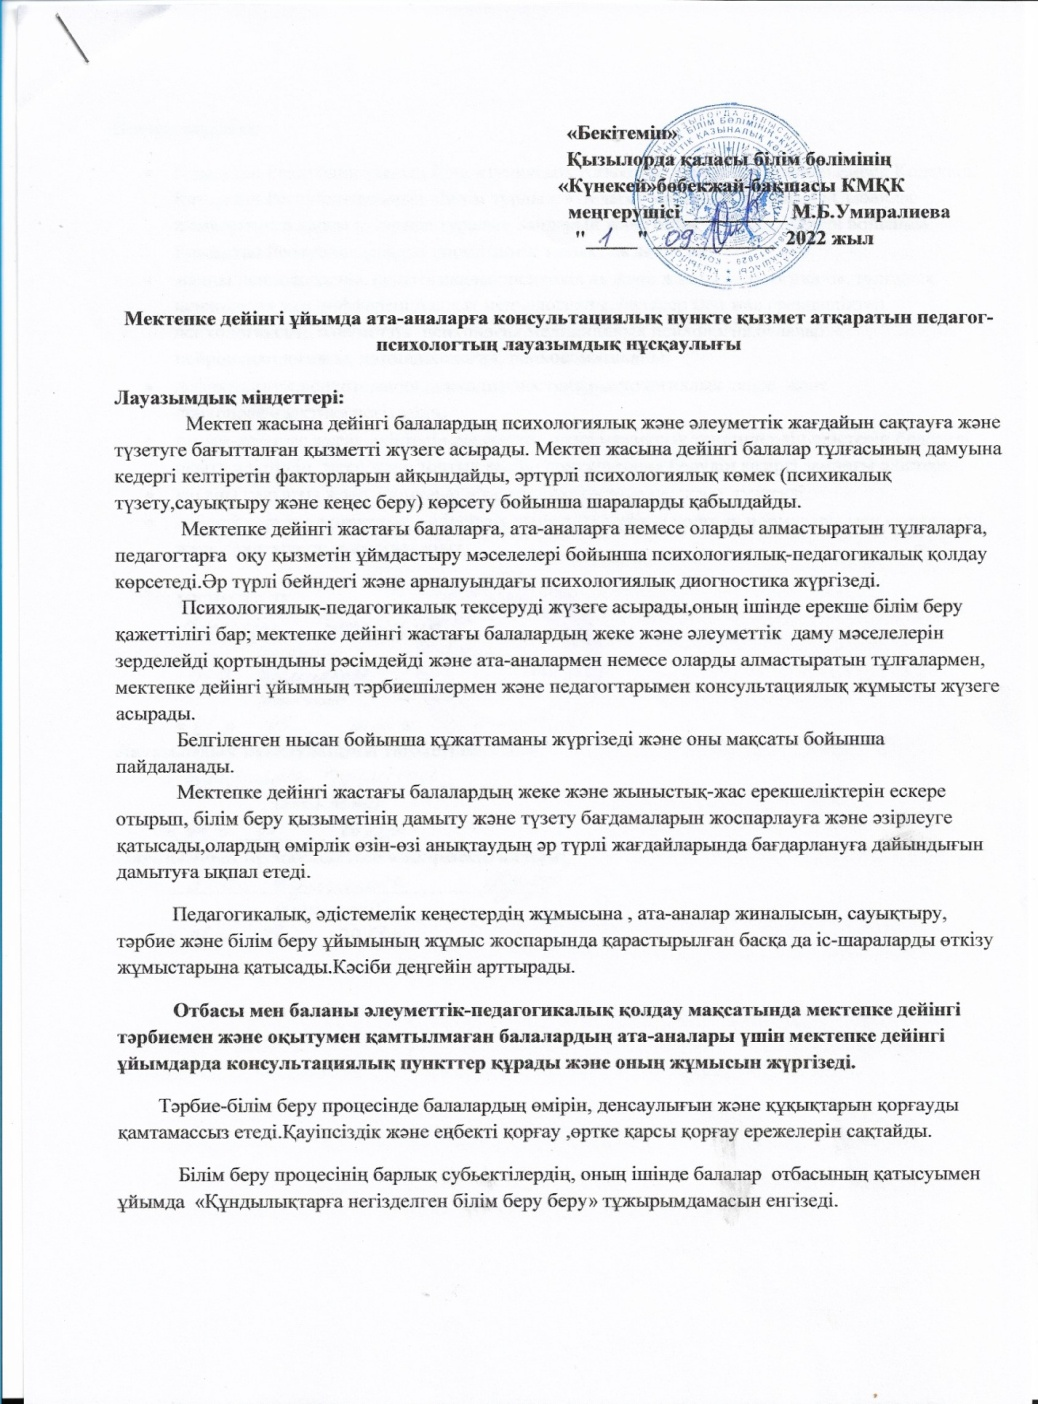 «Бекітемін»
Қызылорда қаласы білім бөлімінің
«Күнекей»бөбекжай-бақшасы КМҚК
меңгерушісі __________ М.Б.Умиралиева
"__1__" __09__________ 2022 жыл
Мектепке дейінгі ұйымда ата-аналарға консультациялық пункте қызмет атқаратын педагог-
психологтың лауазымдық нұсқаулығы
Лауазымдық міндеттері:
Мектеп жасына дейінгі балалардың психологиялық және әлеуметтік жағдайын сақтауға және
түзетуге бағытталған қызметті жүзеге асырады. Мектеп жасына дейінгі балалар тұлғасының дамуына
кедергі келтіретін факторларын айқындайды, әртүрлі психологиялық көмек (психикалық
түзету,сауықтыру және кеңес беру) көрсету бойынша шараларды қабылдайды.
Мектепке дейінгі жастағы балаларға, ата-аналарға немесе оларды алмастыратын тұлғаларға,
педагогтарға оқу қызметін ұймдастыру мәселелері бойынша психологиялық-педагогикалық қолдау
көрсетеді.Әр түрлі бейндегі және арналуындағы психологиялық диогностика жүргізеді.
Психологиялық-педагогикалық тексеруді жүзеге асырады,оның ішінде ерекше білім беру
қажеттілігі бар; мектепке дейінгі жастағы балалардың жеке және әлеуметтік даму мәселелерін
зерделейді қортындыны рәсімдейді және ата-аналармен немесе оларды алмастыратын тұлғалармен,
мектепке дейінгі ұйымның тәрбиешілермен және педагогтарымен консультациялық жұмысты жүзеге
асырады.
Белгіленген нысан бойынша құжаттаманы жүргізеді және оны мақсаты бойынша
пайдаланады.
Мектепке дейінгі жастағы балалардың жеке және жыныстық-жас ерекшеліктерін ескере
отырып, білім беру қызыметінің дамыту және түзету бағдамаларын жоспарлауға және әзірлеуге
қатысады,олардың өмірлік өзін-өзі анықтаудың әр түрлі жағдайларында бағдарлануға дайындығын
дамытуға ықпал етеді.
Педагогикалық, әдістемелік кеңестердің жұмысына , ата-аналар жиналысын, сауықтыру,
тәрбие және білім беру ұйымының жұмыс жоспарында қарастырылған басқа да іс-шараларды өткізу
жұмыстарына қатысады.Кәсіби деңгейін арттырады.
Отбасы мен баланы әлеуметтік-педагогикалық қолдау мақсатында мектепке дейінгі
тәрбиемен және оқытумен қамтылмаған балалардың ата-аналары үшін мектепке дейінгі
ұйымдарда консультациялық пункттер құрады және оның жұмысын жүргізеді.
Тәрбие-білім беру процесінде балалардың өмірін, денсаулығын және құқықтарын қорғауды
қамтамассыз етеді.Қауіпсіздік және еңбекті қорғау ,өртке қарсы қорғау ережелерін сақтайды.
Білім беру процесінің барлық субьектілердің, оның ішінде балалар отбасының қатысуымен
ұйымда «Құндылықтарға негізделген білім беру беру» тұжырымдамасын енгізеді.